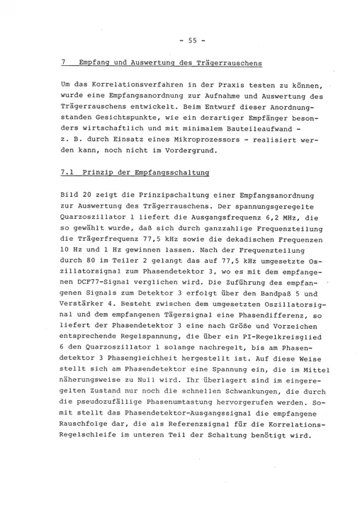 - 55 -
7 Empfang und Auswertung des Trägerrauschens
Um das Korrelationsverfahren in der Praxis testen zu können,
wurde eine Empfangsanordnung zur Aufnahme und Auswertung des
Trägerrauschens entwickelt. Beim Entwurf dieser Anordnung
standen Gesichtspunkte, wie ein derartiger Empfänger beson-
ders wirtschaftlich und mit minimalem Bauteileaufwand -
z. B. durch Einsatz eines Mikroprozessors - realisiert wer-
den kann, noch nicht im Vordergrund.
7.1 Prinzip der Empfangsschaltung
Bild 20 zeigt die Prinzipschaltung einer Empfangsanordnung
zur Auswertung des Trägerrauschens. Der spannungsgeregelte
Quarzoszillator 1 liefert die Ausgangsfrequenz 6,2 MHz, die
so gewählt wurde, daß sich durch ganzzahlige Frequenzteilung
die Trägerfrequenz 77,5 kHz sowie die dekadischen Frequenzen
10 Hz und 1 Hz gewinnen lassen. Nach der Frequenzteilung
durch 80 im Teiler 2 gelangt das auf 77,5 kHz umgesetzte Os-
zillatorsignal zum Phasendetektor 3, wo es mit dem empfange-
nen DCF77-Signal verglichen wird. Die Zuführung des empfan-
genen Signals zum Detektor 3 erfolgt über den Bandpaß 5 und
Verstärker 4. Besteht zwischen dem umgesetzten Oszillatorsig-
nal und dem empfangenen Tägersignal eine Phasendifferenz, so
liefert der Phasendetektor 3 eine nach Größe und Vorzeichen
entsprechende Regelspannung, die über ein PI-Regelkreisglied
6 den Quarzoszillator 1 solange nachregelt, bis am Phasen-
detektor 3 Phasengleichheit hergestellt ist. Auf diese Weise
stellt sich am Phasendetektor eine Spannung ein, die im Mittel
näherungsweise zu Null wird. Ihr überlagert sind im eingere-
gelten Zustand nur noch die schnellen Schwankungen, die durch
die pseudozufällige Phasenumtastung hervorgerufen werden. So-
mit stellt das Phasendetektor-Ausgangssignal die empfangene
Rauschfolge dar, die als Referenzsignal für die Korrelations-
Regelschleife im unteren Teil der Schaltung benötigt wird.